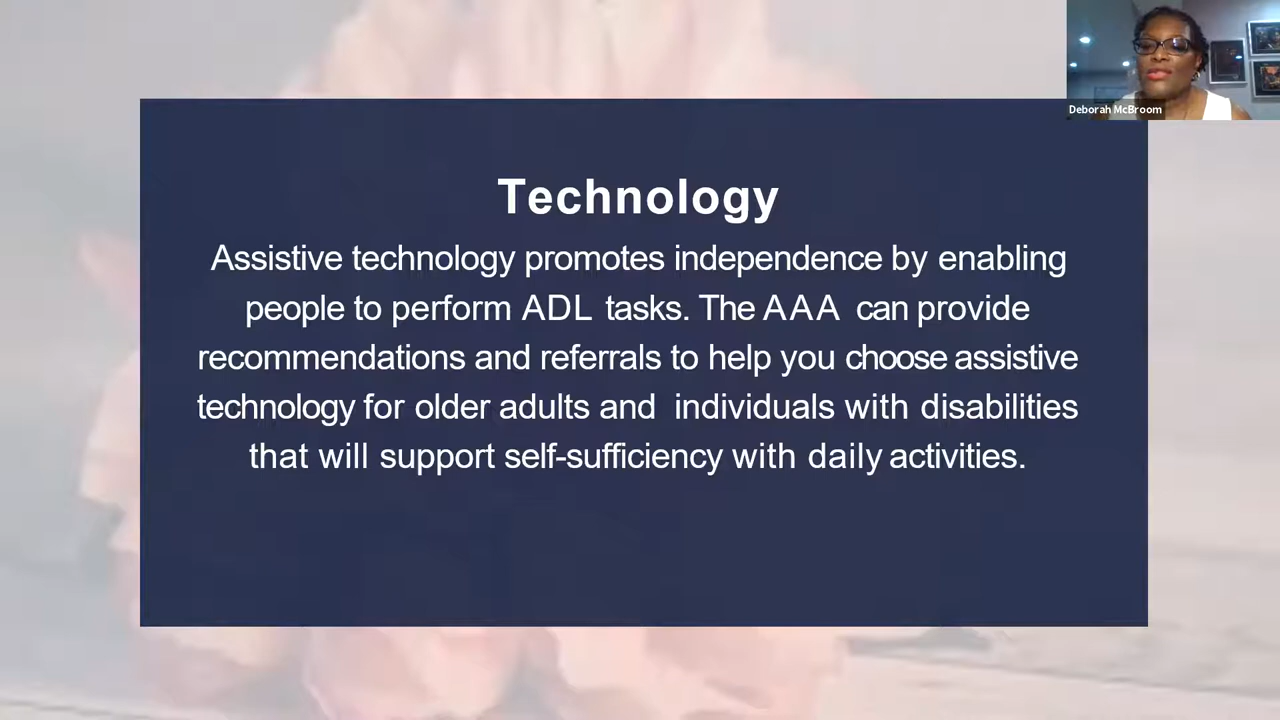 Deborah McBroom
Technology
Assistive technology promotes independence by enabling
people to perform ADL tasks. The AAA can provide
recommendations and referrals to help you choose assistive
technology for older adults and individuals with disabilities
that will support self-sufficiency with daily activities.